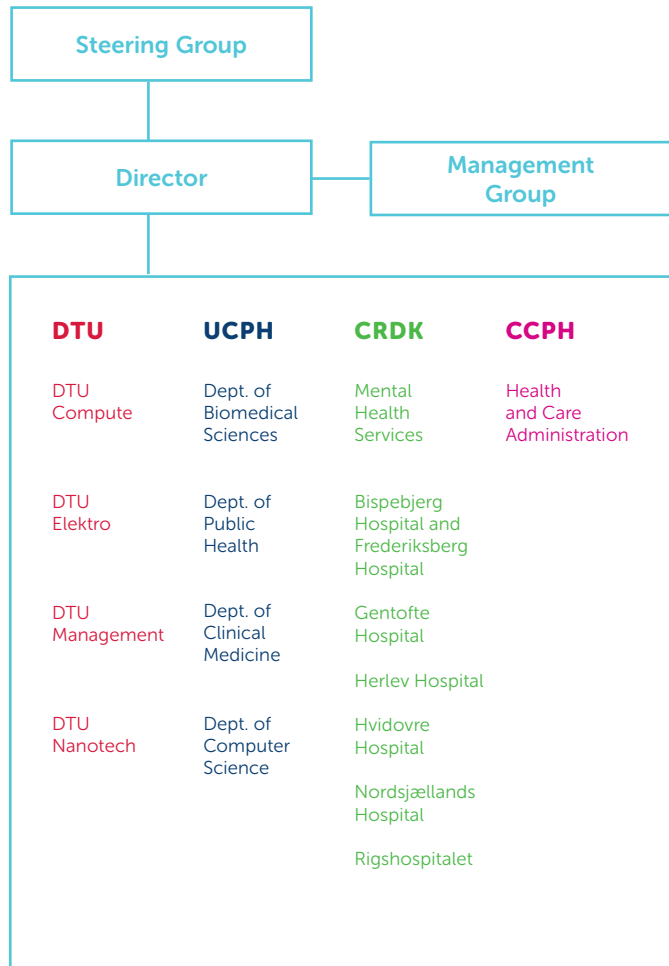 Steering Group
Director
Management
Group
DTU
DTU
Compute
DTU
Elektro
DTU
Management
DTU
Nanotech
UCPH
Dept. of
Biomedical
Sciences
Dept. of
Public
Health
Dept. of
Clinical
Medicine
Dept. of
Computer
Science
CRDK
Mental
Health
Services
Bispebjerg
Hospital and
Frederiksberg
Hospital
Gentofte
Hospital
Herlev Hospital
Hvidovre
Hospital
Nordsjællands
Hospital
Rigshospitalet
CCPH
Health
and Care
Administration